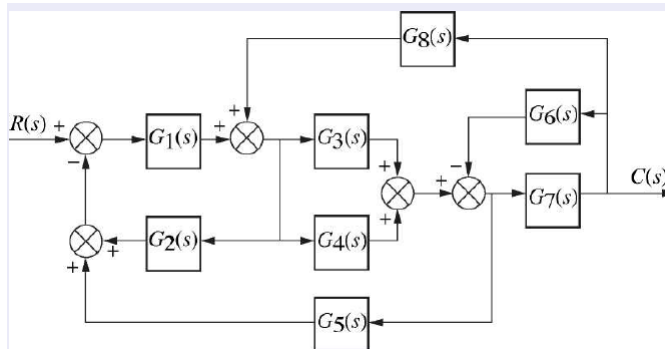 G8(s)
G6(s)
R(s) + G1(s) + + G3(s) C(s)
− + − + G7(s)
+
G2(s) + G4(s)
+
G5(s)